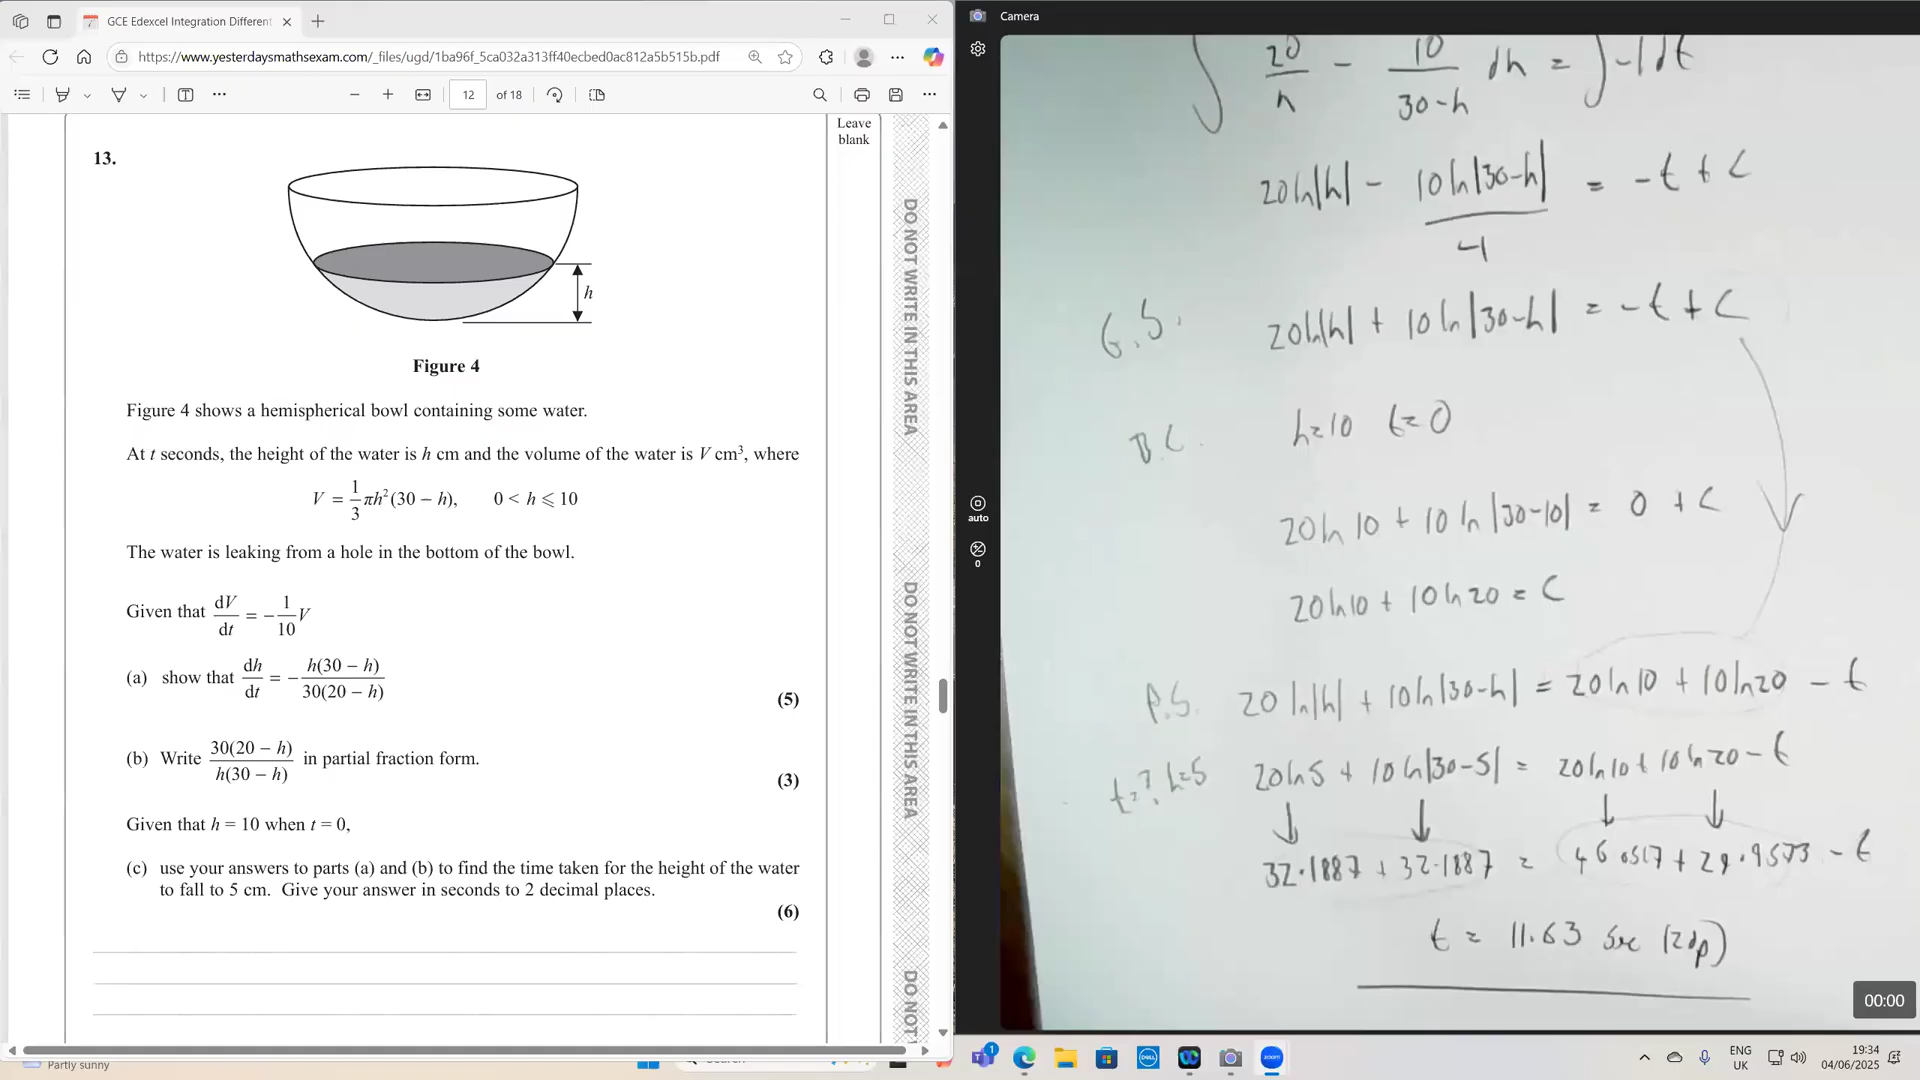 GCE Edexcel Integration Different
https://www.yesterdaysmathsexam.com/_files/ugd/1ba96f_5ca032a313ff40ecbed0ac812a5b515b.pdf
12 of 18
Leave
blank
13.
h
Figure 4
Figure 4 shows a hemispherical bowl containing some water.
At t seconds, the height of the water is h cm and the volume of the water is V cm³, where
V = 1/3 πh²(30 − h), 0 < h ⩽ 10
The water is leaking from a hole in the bottom of the bowl.
Given that dV/dt = − 1/10 V
(a) show that dh/dt = − h(30 − h)/30(20 − h)
(5)
(b) Write 30(20 − h)/h(30 − h) in partial fraction form.
(3)
Given that h = 10 when t = 0,
(c) use your answers to parts (a) and (b) to find the time taken for the height of the water
to fall to 5 cm. Give your answer in seconds to 2 decimal places.
(6)
DO NOT WRITE IN THIS AREA
DO NOT WRITE IN THIS AREA
DO NOT
Partly sunny
Camera
auto
0
∫ 20/h − 10/30-h dh = ∫-1 dt
20ln|h| − 10ln|30-h|/-1 = -t + C
G.S. 20ln|h| + 10ln|30-h| = -t + C
B.C. h=10 t=0
20ln10 + 10ln|30-10| = 0 + C
20ln10 + 10ln20 = C
P.S. 20ln|h| + 10ln|30-h| = 20ln10 + 10ln20 − t
t=? h=5 20ln5 + 10ln|30-5| = 20ln10 + 10ln20 − t
32.1887 + 32.1887 = 46.0517 + 29.9573 − t
t = 11.63 sec (2dp)
00:00
1
DELL
zoom
ENG
UK
19:34
04/06/2025